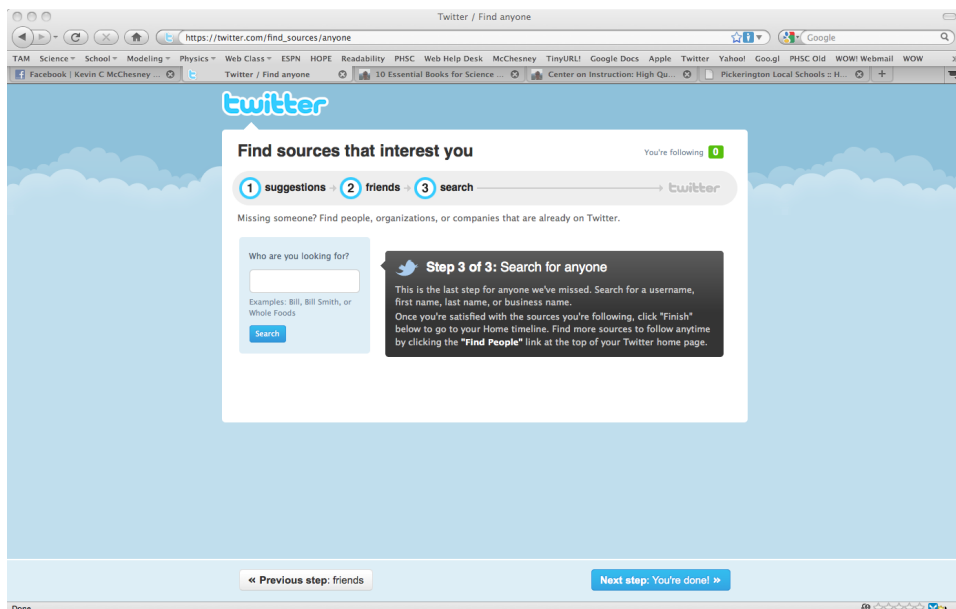 Twitter / Find anyone
https://twitter.com/find_sources/anyone
Google
TAM Science School Modeling Physics Web Class ESPN HOPE Readability PHSC Web Help Desk McChesney TinyURL! Google Docs Apple Twitter Yahoo! Goo.gl PHSC Old WOW! Webmail WOW
Facebook | Kevin C McChesney ... Twitter / Find anyone 10 Essential Books for Science ... Center on Instruction: High Qu... Pickerington Local Schools :: H...
twitter
Find sources that interest you
You're following 0
1 suggestions 2 friends 3 search twitter
Missing someone? Find people, organizations, or companies that are already on Twitter.
Who are you looking for?
Examples: Bill, Bill Smith, or
Whole Foods
Search
Step 3 of 3: Search for anyone
This is the last step for anyone we've missed. Search for a username,
first name, last name, or business name.
Once you're satisfied with the sources you're following, click "Finish"
below to go to your Home timeline. Find more sources to follow anytime
by clicking the "Find People" link at the top of your Twitter home page.
« Previous step: friends
Next step: You're done! »
Done